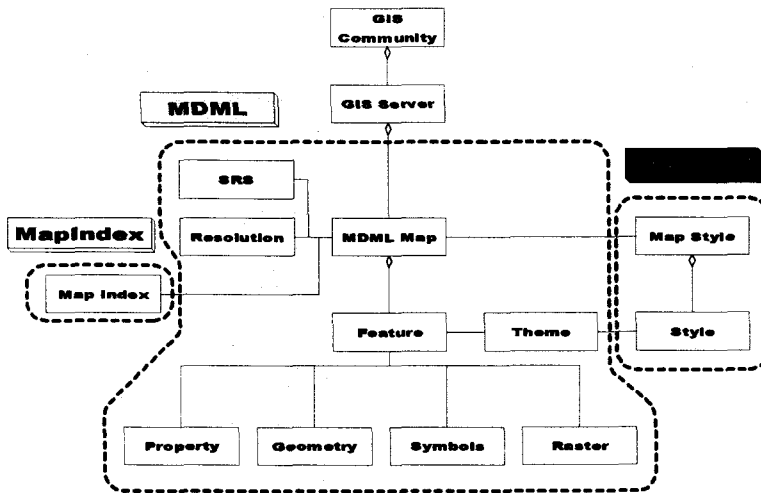 GIS
Community
GIS Server
MDML
SRS
MapIndex
Resolution
MDML Map
Map Style
Map Index
Feature
Theme
Style
Property
Geometry
Symbols
Raster